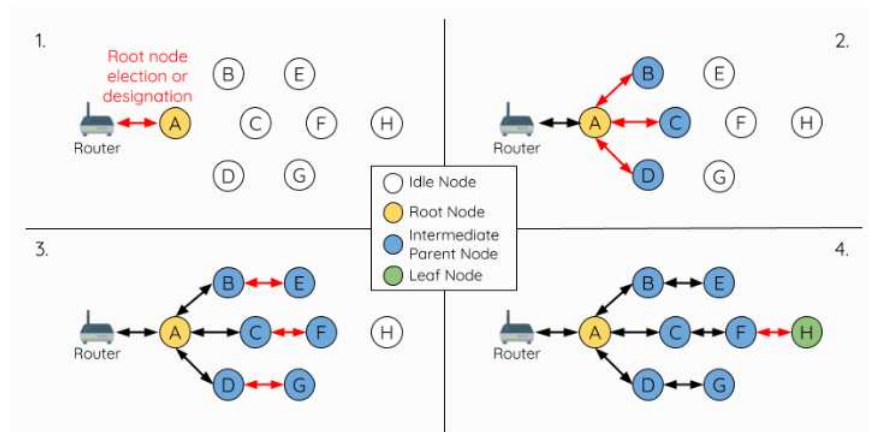 1.
Root node
election or
designation
B E
A C F H
Router
D G
2.
B E
A C F H
Router
D G
Idle Node
Root Node
Intermediate
Parent Node
Leaf Node
3.
B E
A C F H
Router
D G
4.
B E
A C F H
Router
D G